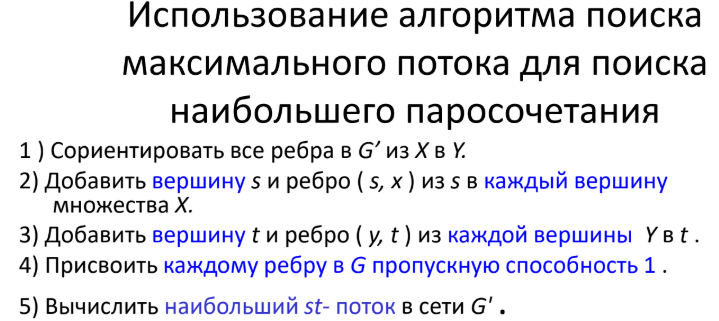 Использование алгоритма поиска
максимального потока для поиска
наибольшего паросочетания
1 ) Сориентировать все ребра в G′ из X в Y.
2) Добавить вершину s и ребро ( s, x ) из s в каждый вершину
множества X.
3) Добавить вершину t и ребро ( y, t ) из каждой вершины Y в t .
4) Присвоить каждому ребру в G пропускную способность 1 .
5) Вычислить наибольший st- поток в сети G' .